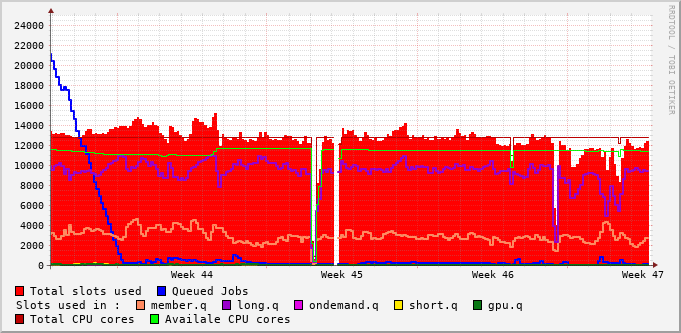 24000
22000
20000
18000
16000
14000
12000
10000
8000
6000
4000
2000
0
Week 44 Week 45 Week 46 Week 47
RRDTOOL / TOBI OETIKER
Total slots used Queued Jobs
Slots used in : member.q long.q ondemand.q short.q gpu.q
Total CPU cores Availale CPU cores